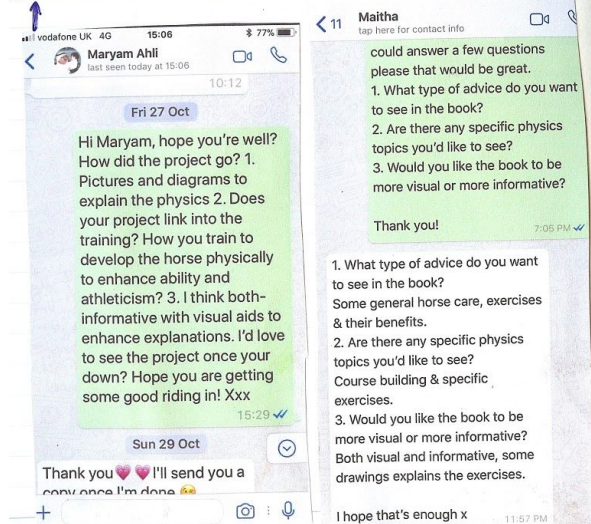 vodafone UK 4G 15:06 77%
Maryam Ahli
last seen today at 15:06
10:12
Fri 27 Oct
Hi Maryam, hope you're well?
How did the project go? 1.
Pictures and diagrams to
explain the physics 2. Does
your project link into the
training? How you train to
develop the horse physically
to enhance ability and
athleticism? 3. I think both-
informative with visual aids to
enhance explanations. I'd love
to see the project once your
down? Hope you are getting
some good riding in! Xxx
15:29
Sun 29 Oct
Thank you💗💗I'll send you a
copy once I'm done
11
Maitha
tap here for contact info
could answer a few questions
please that would be great.
1. What type of advice do you want
to see in the book?
2. Are there any specific physics
topics you'd like to see?
3. Would you like the book to be
more visual or more informative?
Thank you!
7:05 PM
1. What type of advice do you want
to see in the book?
Some general horse care, exercises
& their benefits.
2. Are there any specific physics
topics you'd like to see?
Course building & specific
exercises.
3. Would you like the book to be
more visual or more informative?
Both visual and informative, some
drawings explains the exercises.
I hope that's enough x
11:57 PM